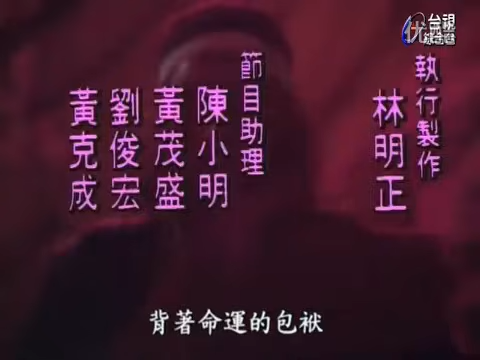 執行製作
林明正
節目助理
陳小明
黃茂盛
劉俊宏
黃克成
背著命運的包袱
台視